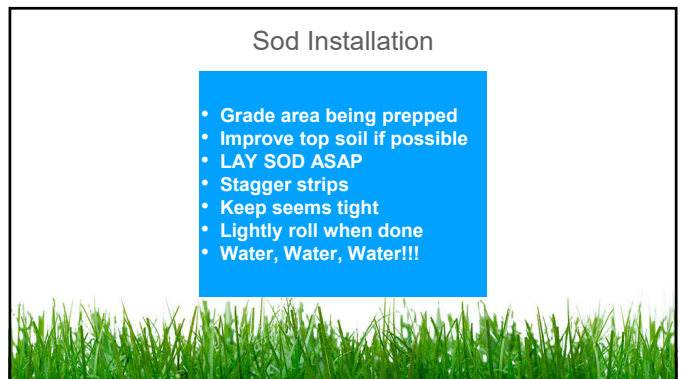 Sod Installation
• Grade area being prepped
• Improve top soil if possible
• LAY SOD ASAP
• Stagger strips
• Keep seems tight
• Lightly roll when done
• Water, Water, Water!!!